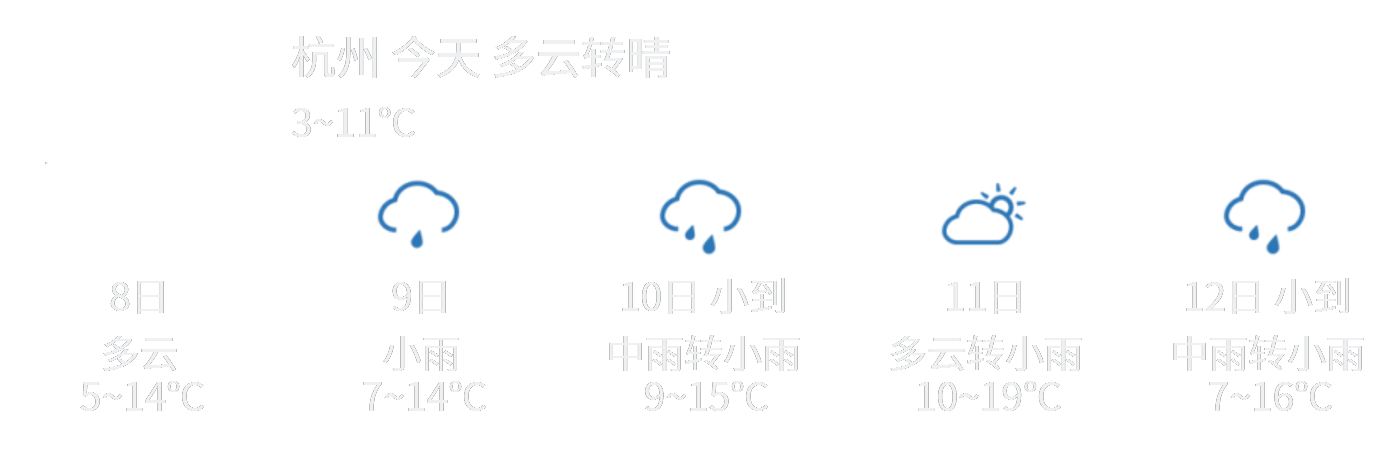 杭州 今天 多云转晴
3~11℃
8日
多云
5~14℃
9日
小雨
7~14℃
10日 小到
中雨转小雨
9~15℃
11日
多云转小雨
10~19℃
12日 小到
中雨转小雨
7~16℃